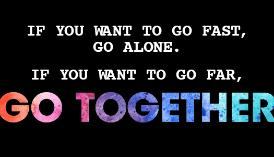 IF YOU WANT TO GO FAST,
GO ALONE.
IF YOU WANT TO GO FAR,
GO TOGETHER